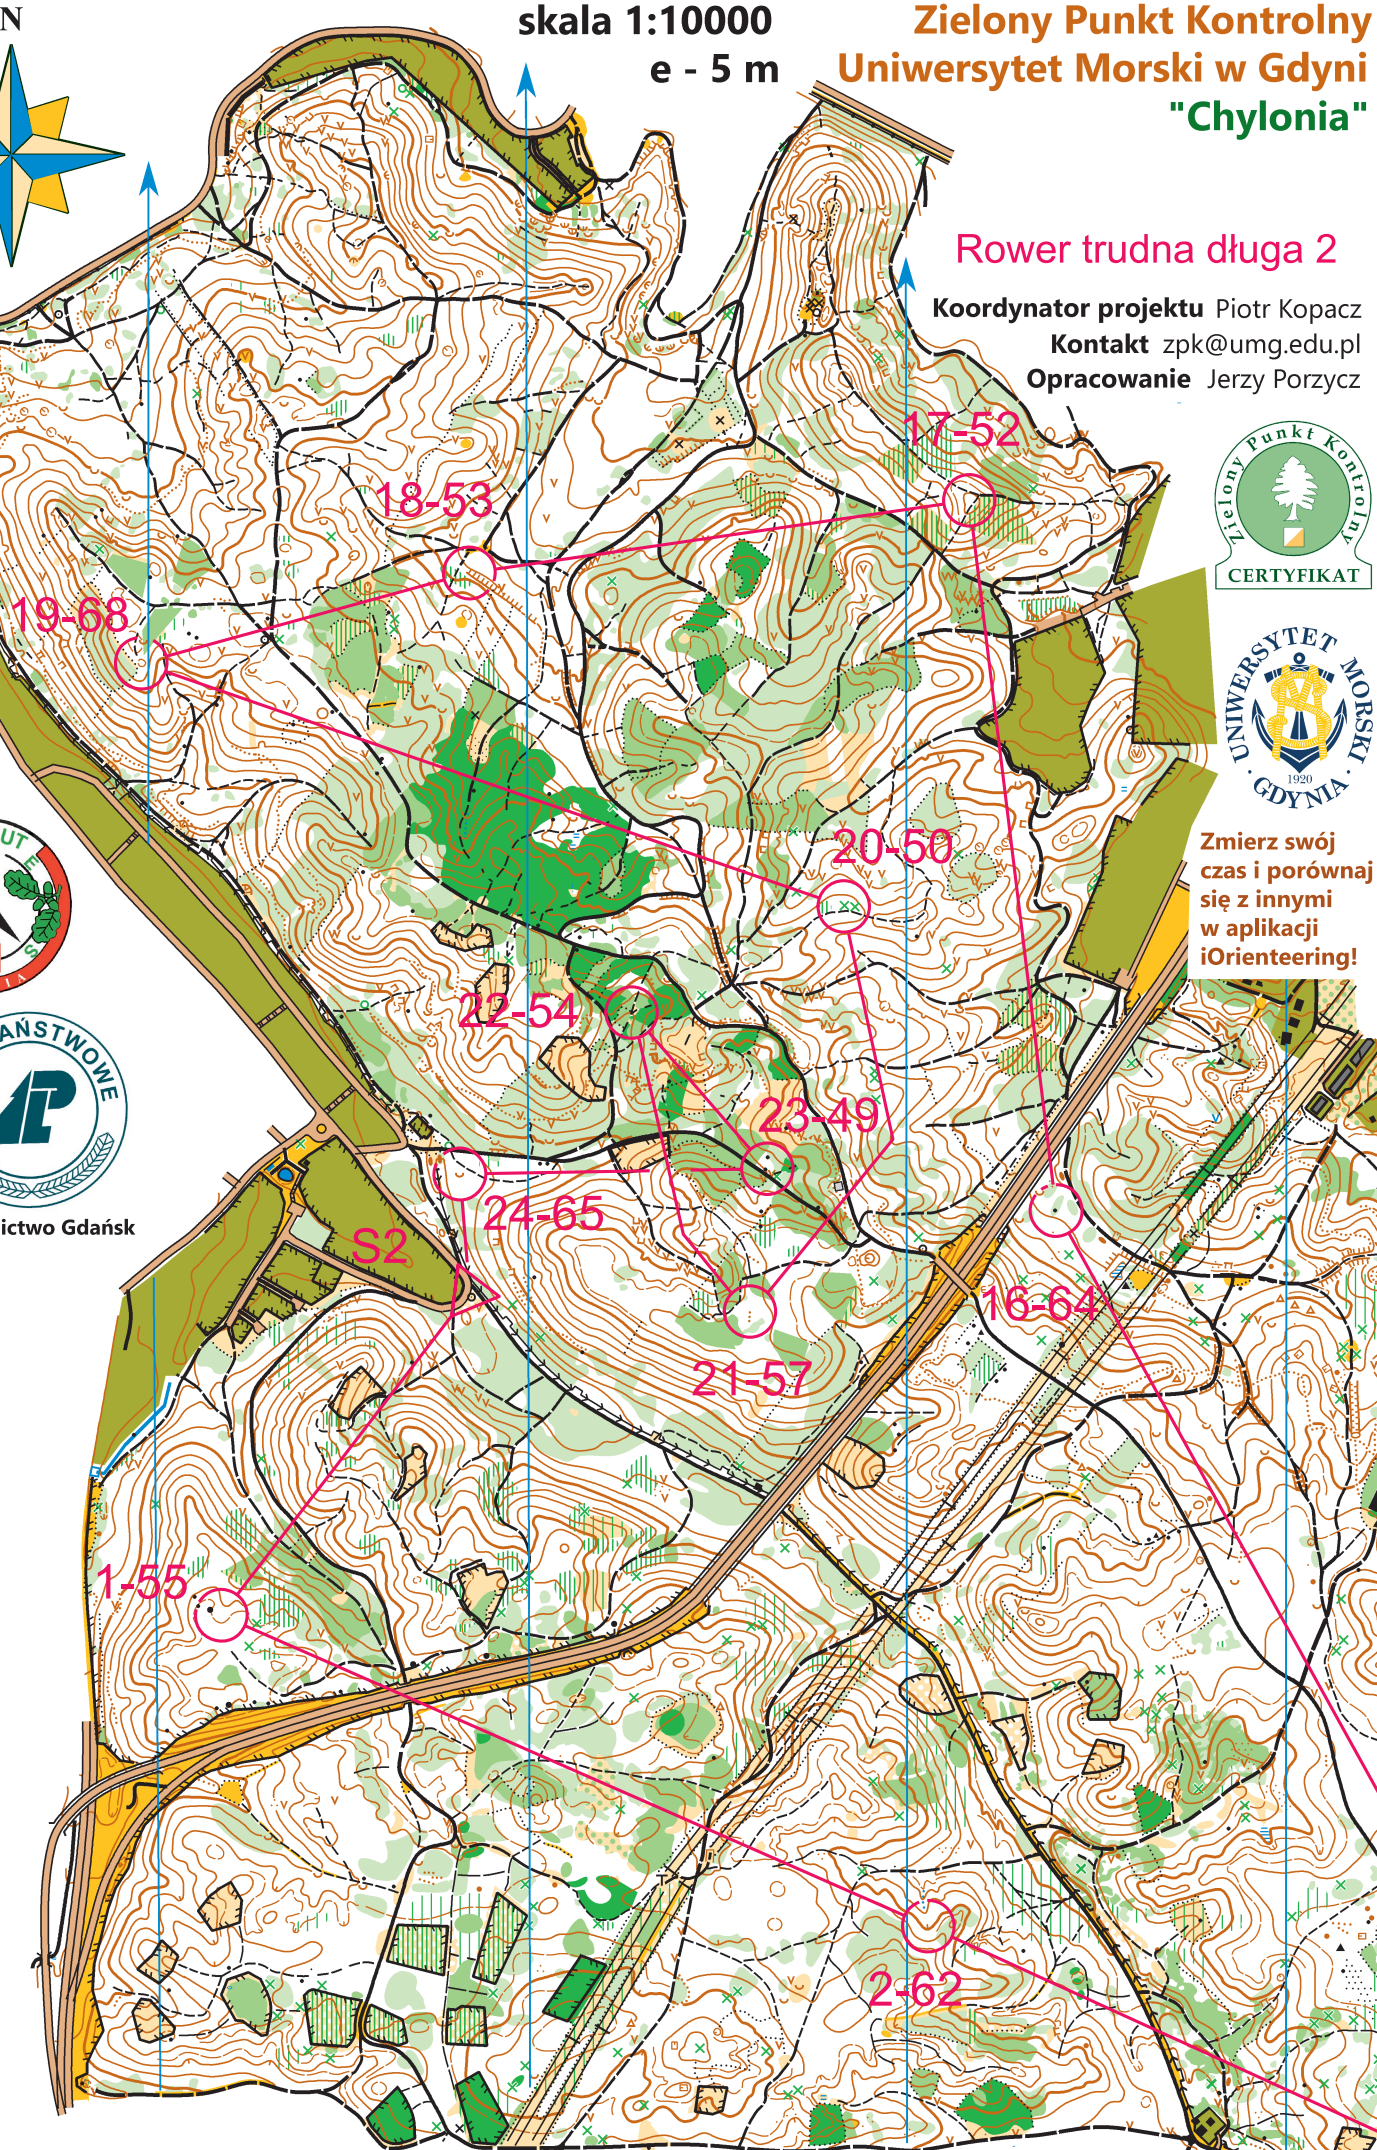 N
skala 1:10000
e - 5 m
Zielony Punkt Kontrolny
Uniwersytet Morski w Gdyni
"Chylonia"
Rower trudna długa 2
Koordynator projektu Piotr Kopacz
Kontakt zpk@umg.edu.pl
Opracowanie Jerzy Porzycz
Zielony Punkt Kontrolny
CERTYFIKAT
UNIWERSYTET MORSKI
1920
· GDYNIA ·
Zmierz swój
czas i porównaj
się z innymi
w aplikacji
iOrienteering!
17-52
18-53
19-68
20-50
22-54
23-49
24-65
S2
16-64
21-57
1-55
2-62
UT
E
S
AŃSTWOWE
LP
ictwo Gdańsk